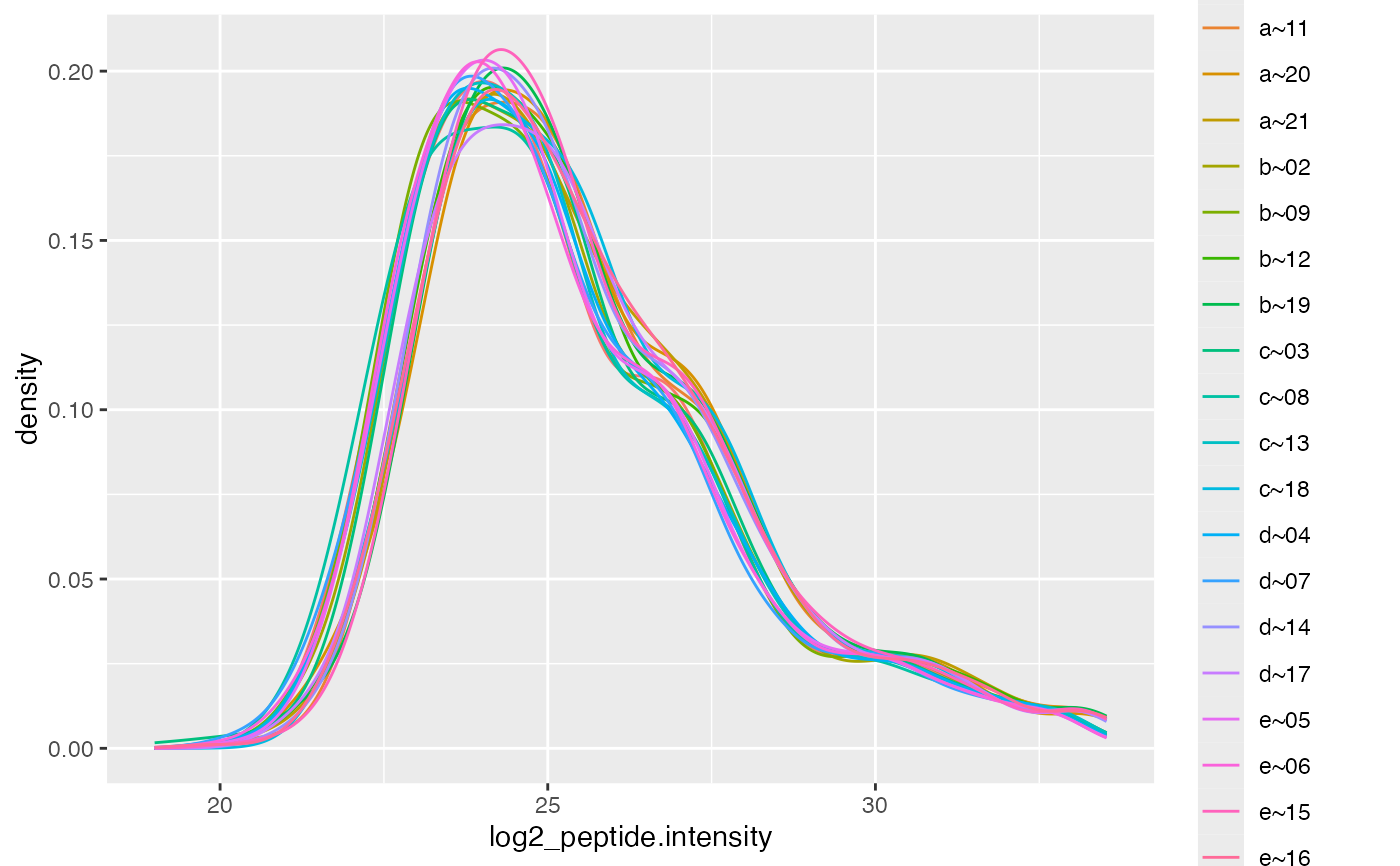 0.20
0.15
0.10
0.05
0.00
density
20
25
30
log2_peptide.intensity
a~11
a~20
a~21
b~02
b~09
b~12
b~19
c~03
c~08
c~13
c~18
d~04
d~07
d~14
d~17
e~05
e~06
e~15
e~16